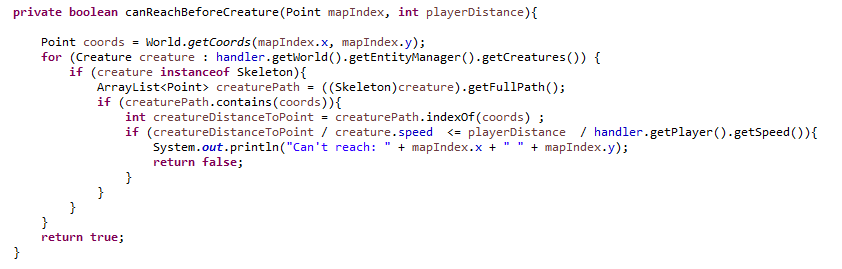 private boolean canReachBeforeCreature(Point mapIndex, int playerDistance){
Point coords = World.getCoords(mapIndex.x, mapIndex.y);
for (Creature creature : handler.getWorld().getEntityManager().getCreatures()) {
if (creature instanceof Skeleton){
ArrayList<Point> creaturePath = ((Skeleton)creature).getFullPath();
if (creaturePath.contains(coords)){
int creatureDistanceToPoint = creaturePath.indexOf(coords) ;
if (creatureDistanceToPoint / creature.speed  <= playerDistance  / handler.getPlayer().getSpeed()){
System.out.println("Can't reach: " + mapIndex.x + " " + mapIndex.y);
return false;
}
}
}
}
return true;
}